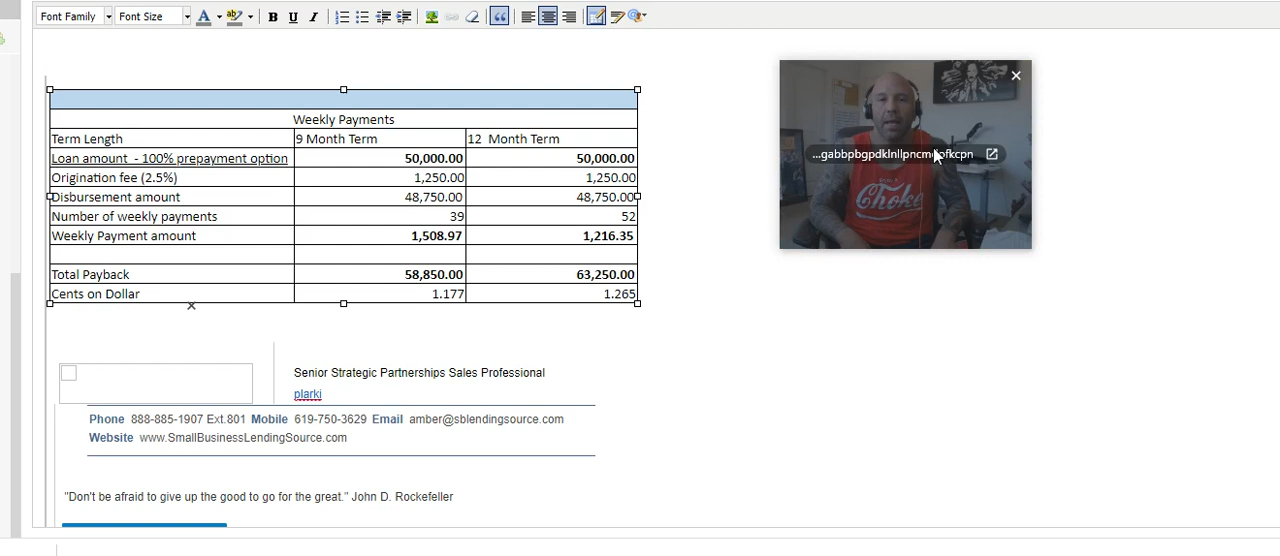 Font Family Font Size A ab B U I
Weekly Payments
Term Length 9 Month Term 12 Month Term
Loan amount - 100% prepayment option 50,000.00 50,000.00
Origination fee (2.5%) 1,250.00 1,250.00
Disbursement amount 48,750.00 48,750.00
Number of weekly payments 39 52
Weekly Payment amount 1,508.97 1,216.35
Total Payback 58,850.00 63,250.00
Cents on Dollar 1.177 1.265
Choke
Senior Strategic Partnerships Sales Professional
plarki
Phone 888-885-1907 Ext.801 Mobile 619-750-3629 Email amber@sblendingsource.com
Website www.SmallBusinessLendingSource.com
"Don't be afraid to give up the good to go for the great." John D. Rockefeller